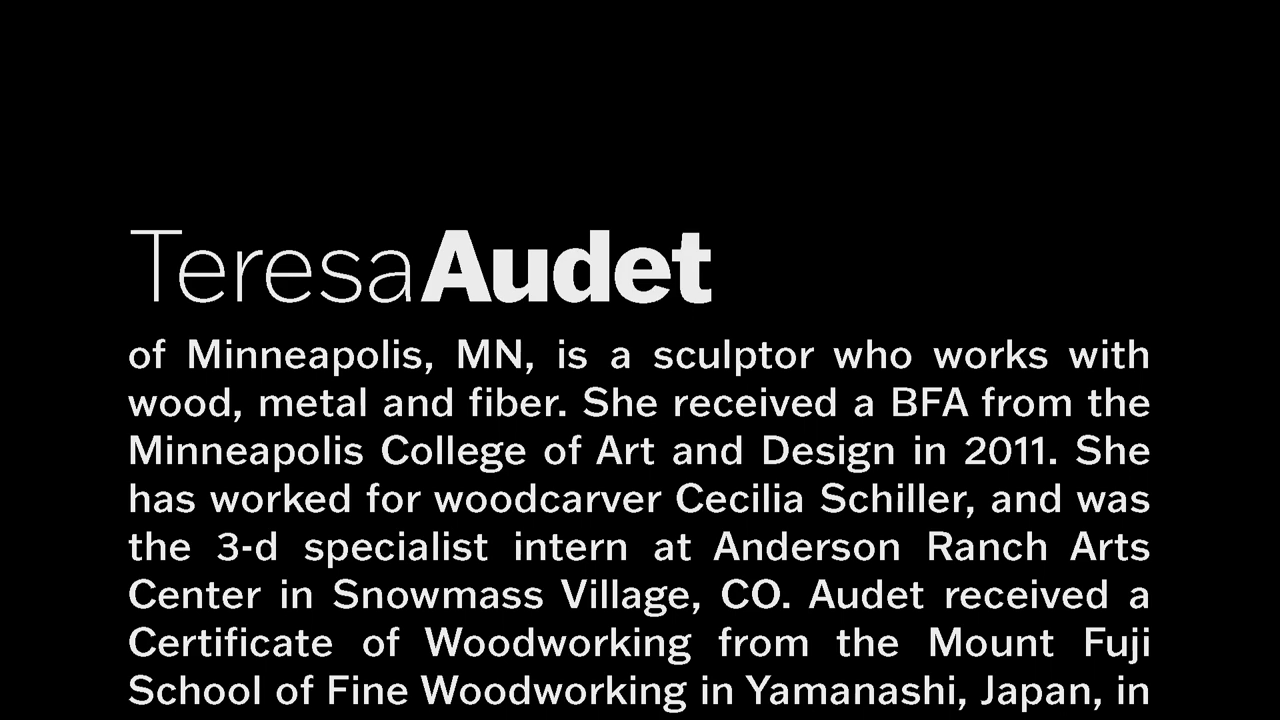 Teresa Audet
of Minneapolis, MN, is a sculptor who works with
wood, metal and fiber. She received a BFA from the
Minneapolis College of Art and Design in 2011. She
has worked for woodcarver Cecilia Schiller, and was
the 3-d specialist intern at Anderson Ranch Arts
Center in Snowmass Village, CO. Audet received a
Certificate of Woodworking from the Mount Fuji
School of Fine Woodworking in Yamanashi, Japan, in